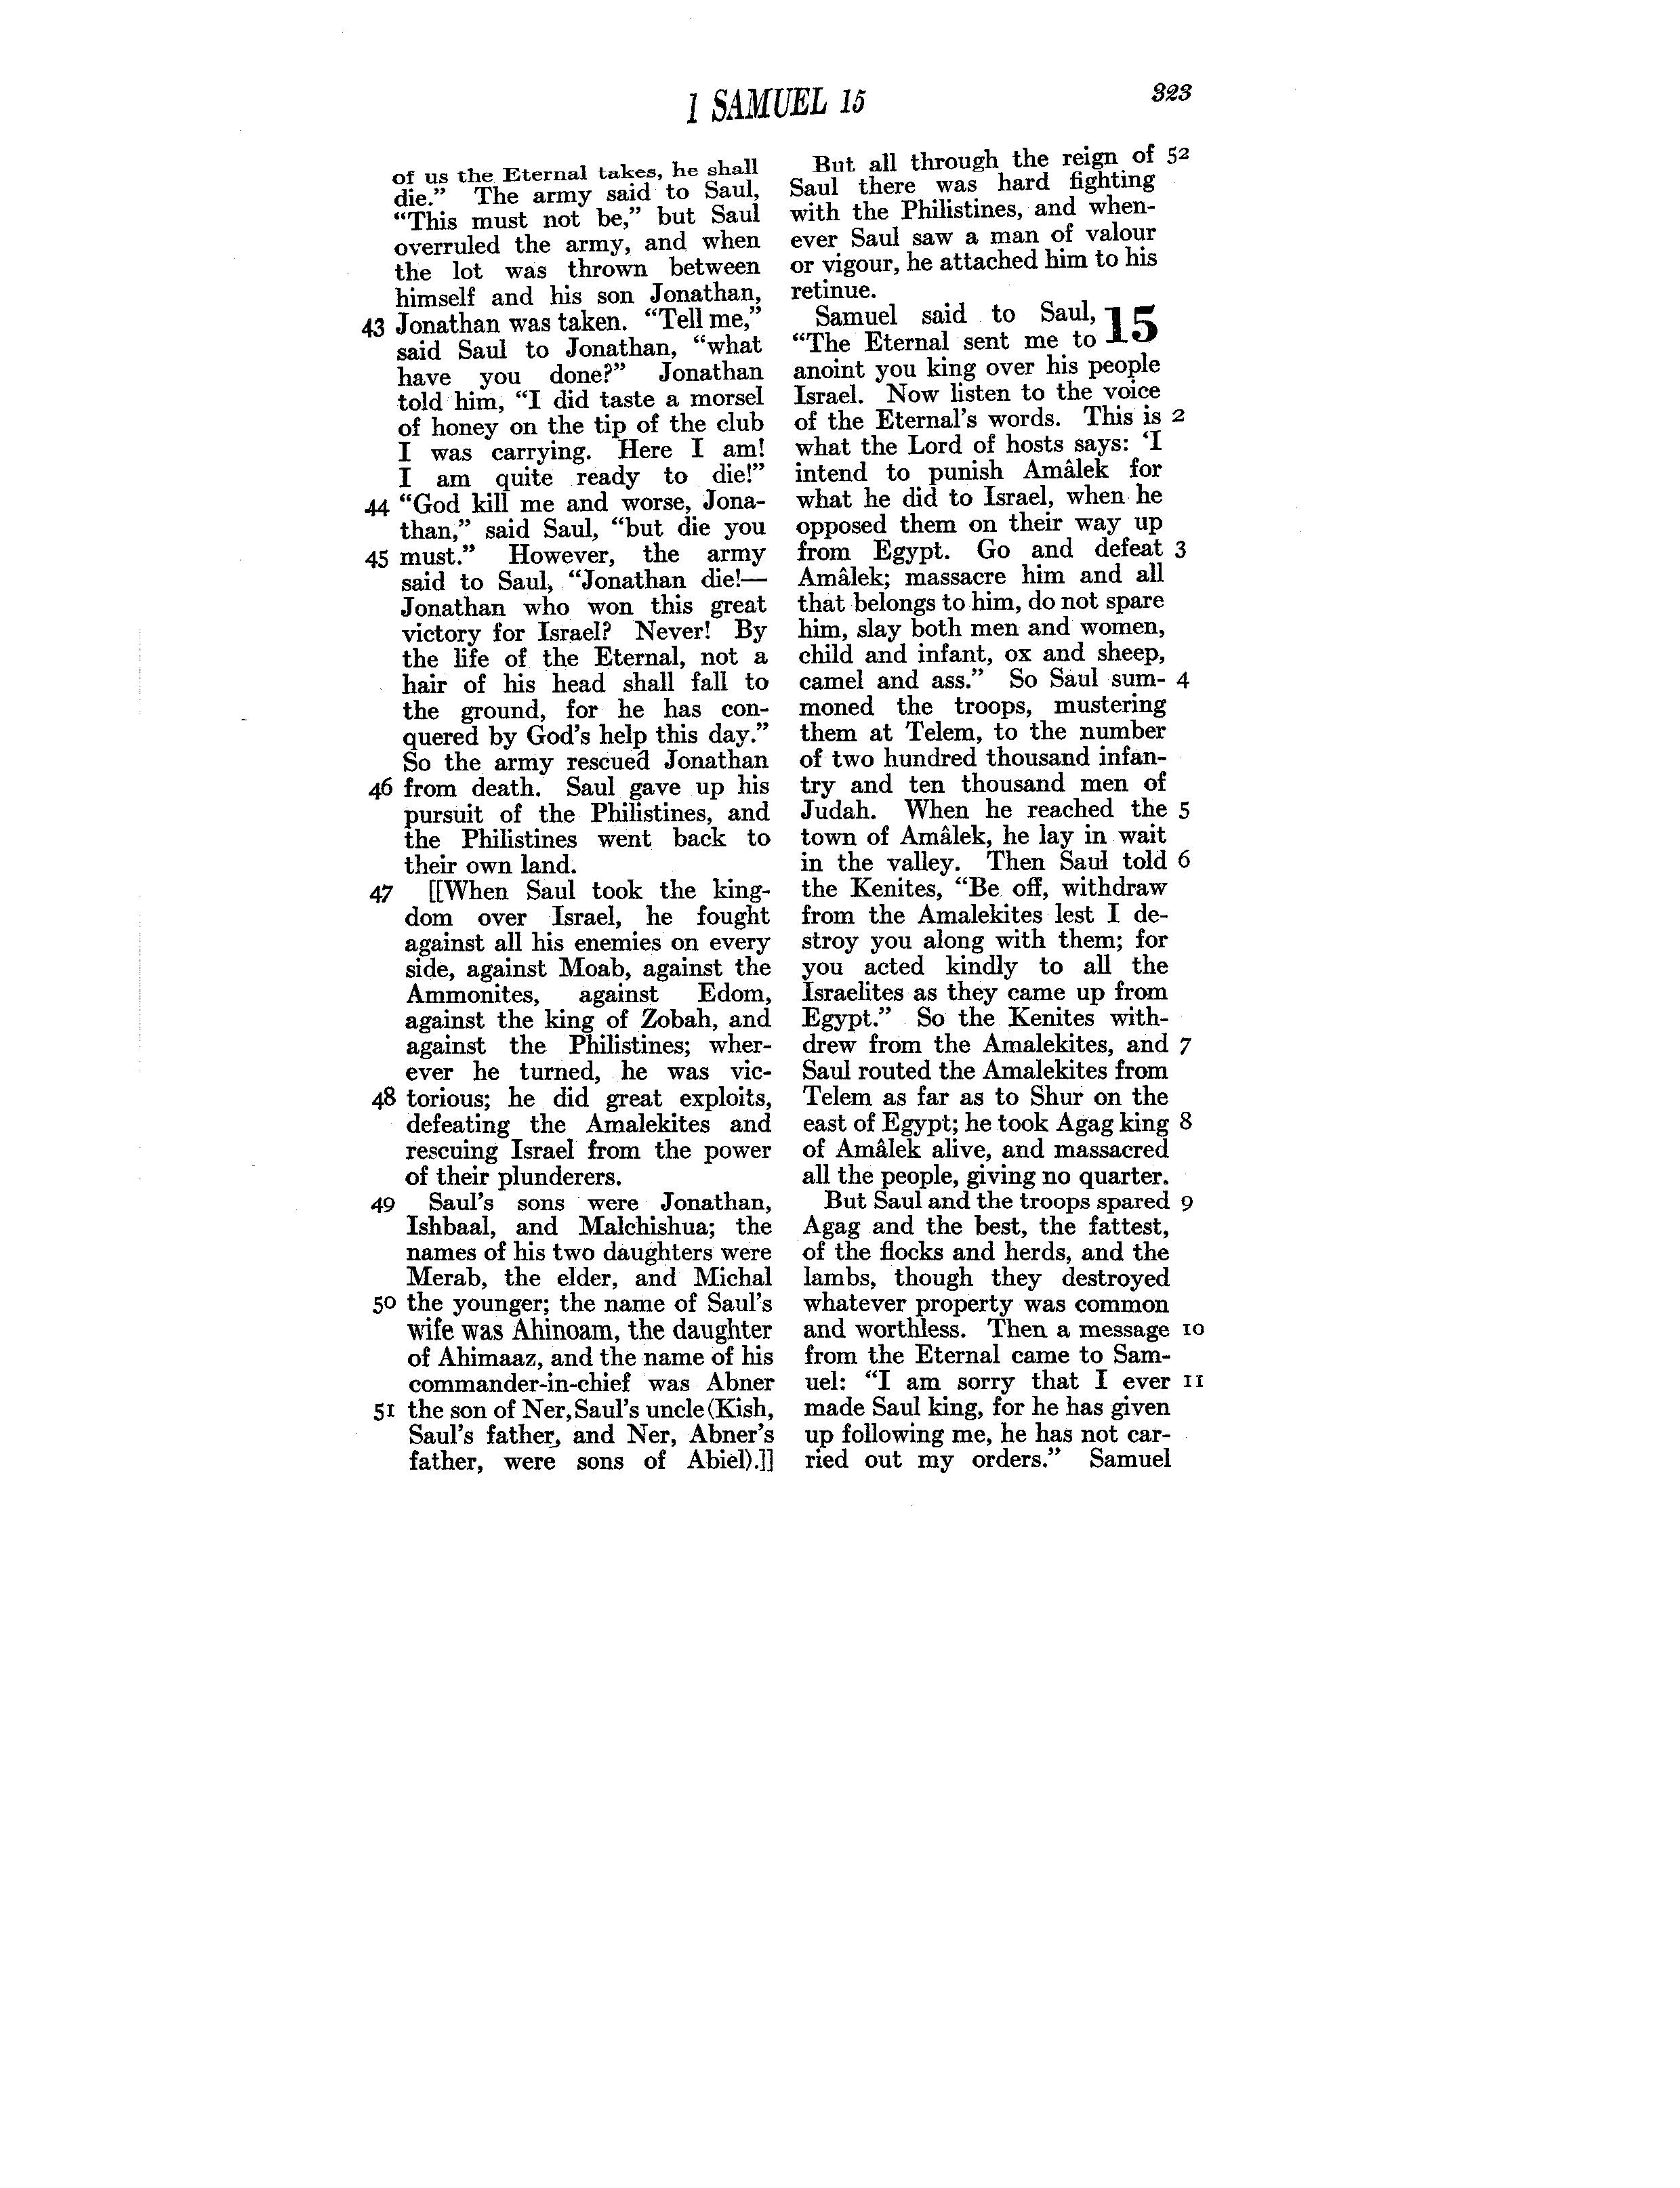 1 SAMUEL 15
323
of us the Eternal takes, he shall
die.” The army said to Saul,
“This must not be,” but Saul
overruled the army, and when
the lot was thrown between
himself and his son Jonathan,
43 Jonathan was taken. “Tell me,”
said Saul to Jonathan, “what
have you done?” Jonathan
told him, “I did taste a morsel
of honey on the tip of the club
I was carrying. Here I am!
I am quite ready to die!”
44 “God kill me and worse, Jona-
than,” said Saul, “but die you
45 must.” However, the army
said to Saul, “Jonathan die!—
Jonathan who won this great
victory for Israel? Never! By
the life of the Eternal, not a
hair of his head shall fall to
the ground, for he has con-
quered by God’s help this day.”
So the army rescued Jonathan
46 from death. Saul gave up his
pursuit of the Philistines, and
the Philistines went back to
their own land.
47 [[When Saul took the king-
dom over Israel, he fought
against all his enemies on every
side, against Moab, against the
Ammonites, against Edom,
against the king of Zobah, and
against the Philistines; wher-
ever he turned, he was vic-
48 torious; he did great exploits,
defeating the Amalekites and
rescuing Israel from the power
of their plunderers.
49 Saul’s sons were Jonathan,
Ishbaal, and Malchishua; the
names of his two daughters were
Merab, the elder, and Michal
50 the younger; the name of Saul’s
wife was Ahinoam, the daughter
of Ahimaaz, and the name of his
commander-in-chief was Abner
51 the son of Ner, Saul’s uncle (Kish,
Saul’s father, and Ner, Abner’s
father, were sons of Abiel).]]
But all through the reign of 52
Saul there was hard fighting
with the Philistines, and when-
ever Saul saw a man of valour
or vigour, he attached him to his
retinue.
Samuel said to Saul, 15
“The Eternal sent me to
anoint you king over his people
Israel. Now listen to the voice
of the Eternal’s words. This is 2
what the Lord of hosts says: ‘I
intend to punish Amâlek for
what he did to Israel, when he
opposed them on their way up
from Egypt. Go and defeat 3
Amâlek; massacre him and all
that belongs to him, do not spare
him, slay both men and women,
child and infant, ox and sheep,
camel and ass.” So Saul sum- 4
moned the troops, mustering
them at Telem, to the number
of two hundred thousand infan-
try and ten thousand men of
Judah. When he reached the 5
town of Amâlek, he lay in wait
in the valley. Then Saul told 6
the Kenites, “Be off, withdraw
from the Amalekites lest I de-
stroy you along with them; for
you acted kindly to all the
Israelites as they came up from
Egypt.” So the Kenites with-
drew from the Amalekites, and 7
Saul routed the Amalekites from
Telem as far as to Shur on the
east of Egypt; he took Agag king 8
of Amâlek alive, and massacred
all the people, giving no quarter.
But Saul and the troops spared 9
Agag and the best, the fattest,
of the flocks and herds, and the
lambs, though they destroyed
whatever property was common
and worthless. Then a message 10
from the Eternal came to Sam-
uel: “I am sorry that I ever 11
made Saul king, for he has given
up following me, he has not car-
ried out my orders.” Samuel